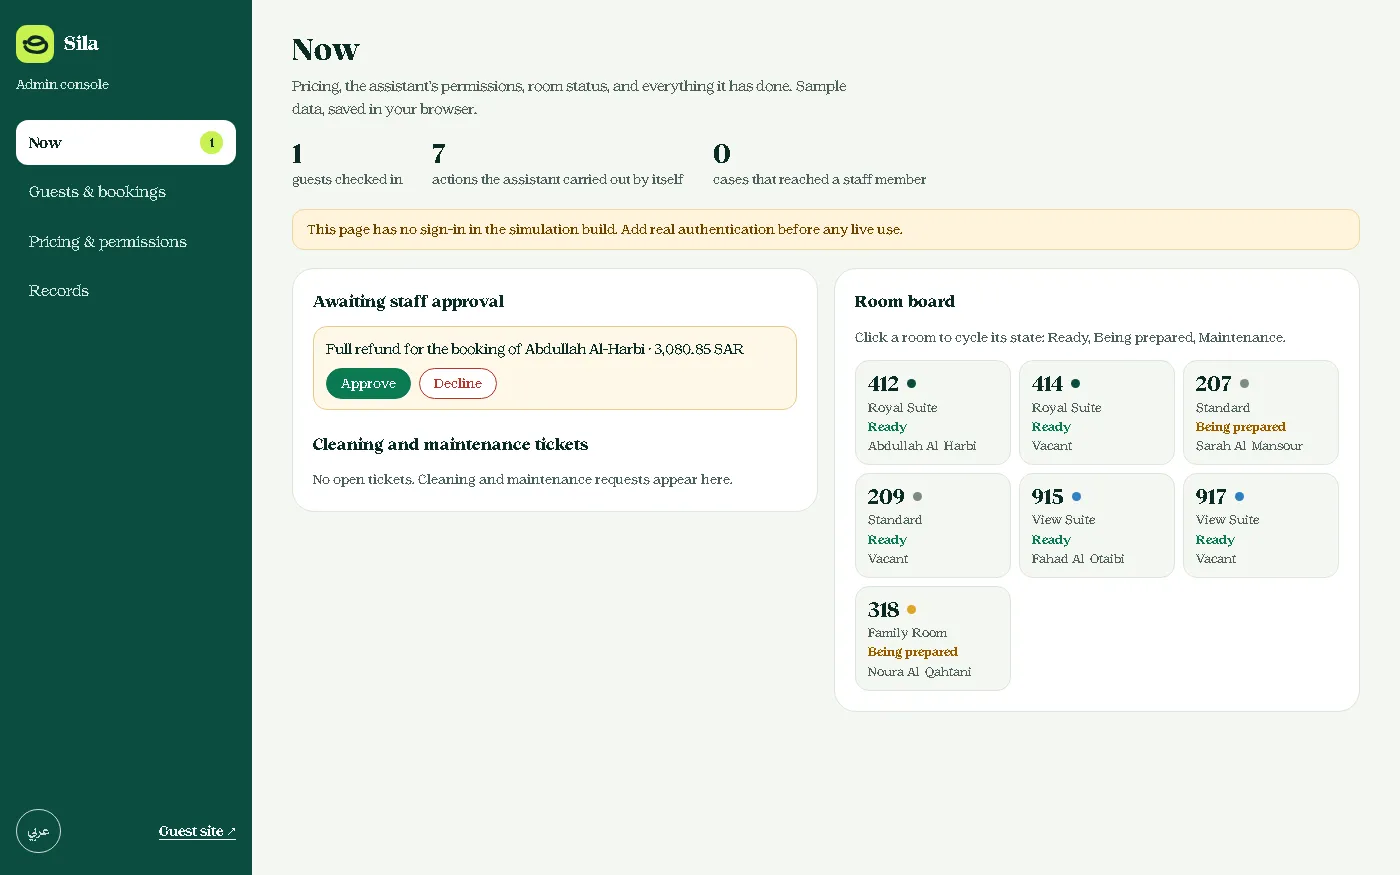 Sila
Admin console
Now 1
Guests & bookings
Pricing & permissions
Records
عربي
Guest site ↗
Now
Pricing, the assistant's permissions, room status, and everything it has done. Sample
data, saved in your browser.
1
guests checked in
7
actions the assistant carried out by itself
0
cases that reached a staff member
This page has no sign-in in the simulation build. Add real authentication before any live use.
Awaiting staff approval
Full refund for the booking of Abdullah Al-Harbi · 3,080.85 SAR
Approve Decline
Cleaning and maintenance tickets
No open tickets. Cleaning and maintenance requests appear here.
Room board
Click a room to cycle its state: Ready, Being prepared, Maintenance.
412
Royal Suite
Ready
Abdullah Al-Harbi
414
Royal Suite
Ready
Vacant
207
Standard
Being prepared
Sarah Al-Mansour
209
Standard
Ready
Vacant
915
View Suite
Ready
Fahad Al-Otaibi
917
View Suite
Ready
Vacant
318
Family Room
Being prepared
Noura Al-Qahtani